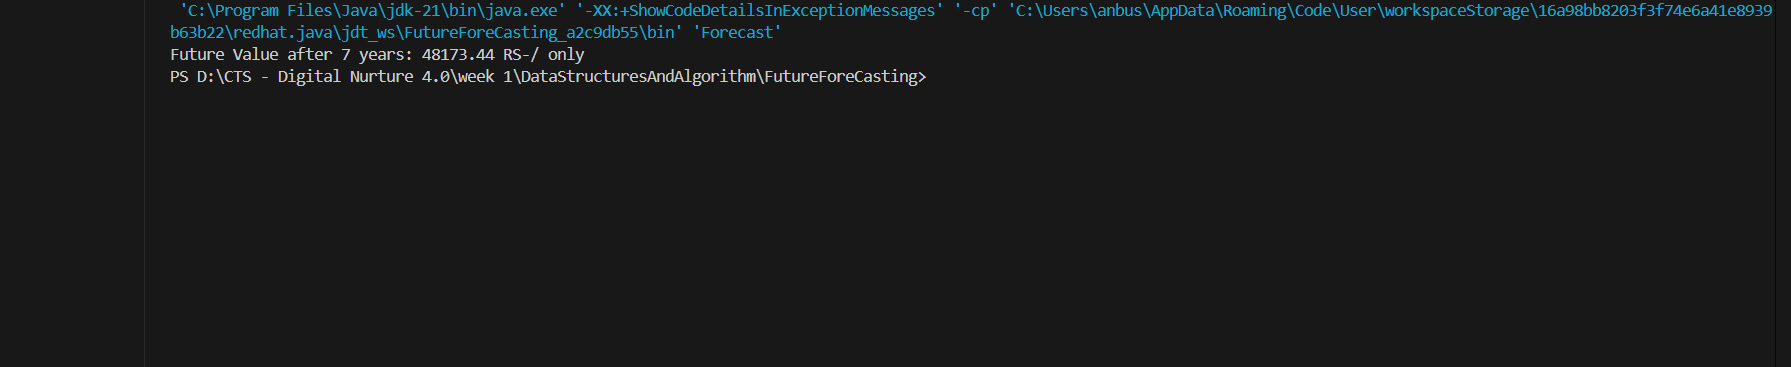 'C:\Program Files\Java\jdk-21\bin\java.exe' '-XX:+ShowCodeDetailsInExceptionMessages' '-cp' 'C:\Users\anbus\AppData\Roaming\Code\User\workspaceStorage\16a98bb8203f3f74e6a41e8939
b63b22\redhat.java\jdt_ws\FutureForeCasting_a2c9db55\bin' 'Forecast'
Future Value after 7 years: 48173.44 RS-/ only
PS D:\CTS - Digital Nurture 4.0\week 1\DataStructuresAndAlgorithm\FutureForeCasting>